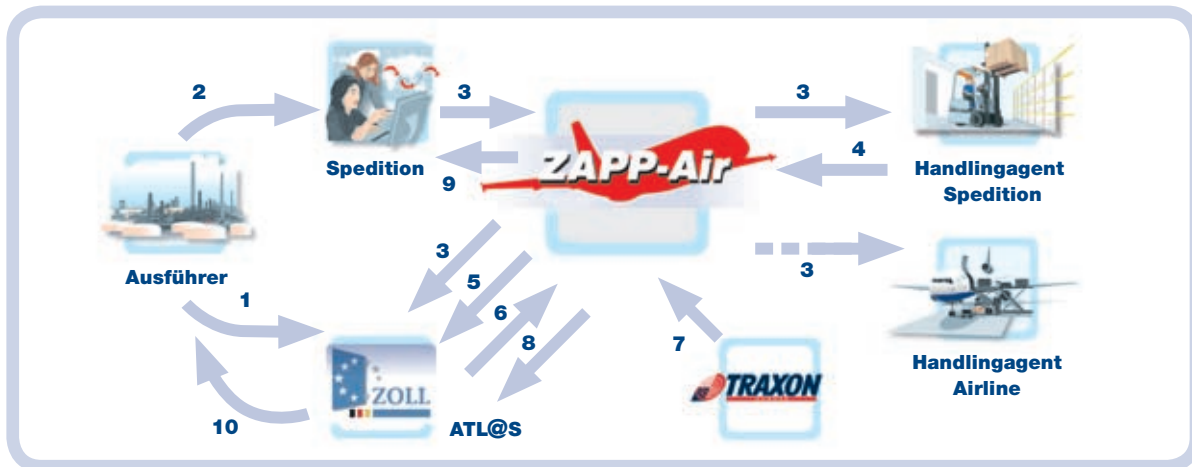 2
3
3
Spedition
ZAPP-Air
9
4
Handlingagent
Spedition
Ausführer
3
3
1
5
6
8
7
ZOLL
TRAXON
Handlingagent
Airline
10
ATL@S